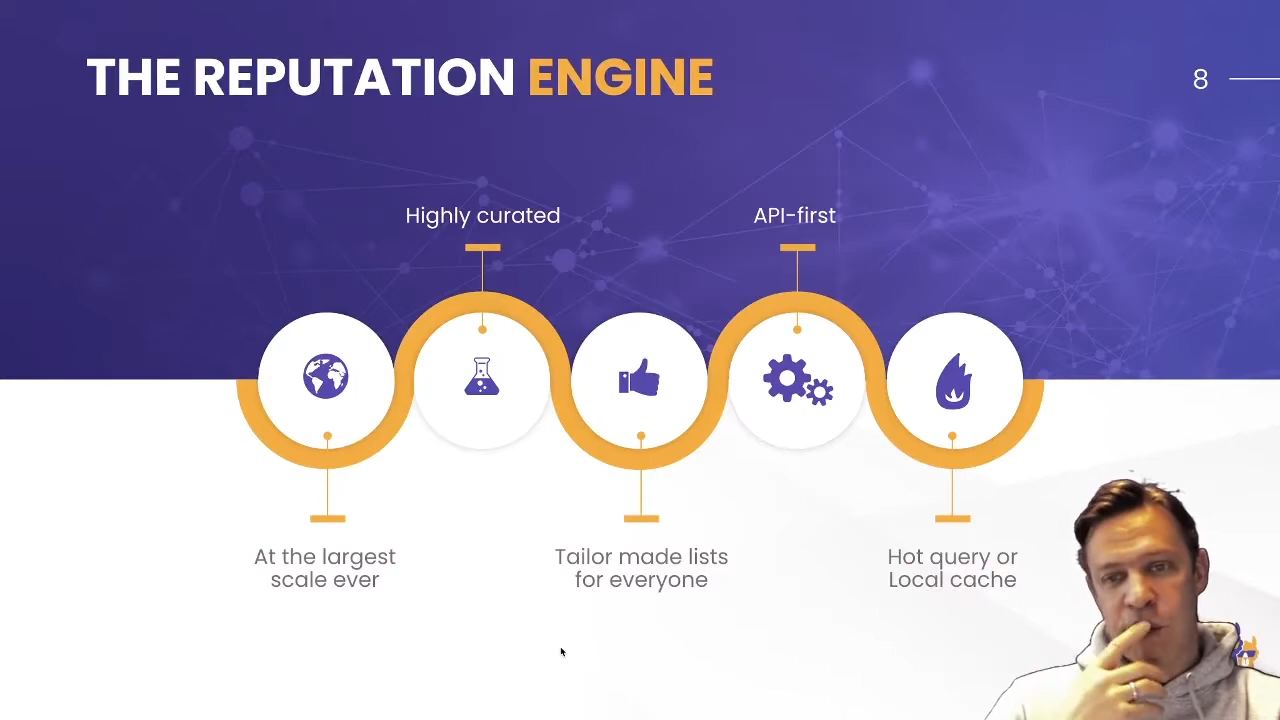 THE REPUTATION ENGINE
8
Highly curated
API-first
At the largest
scale ever
Tailor made lists
for everyone
Hot query or
Local cache